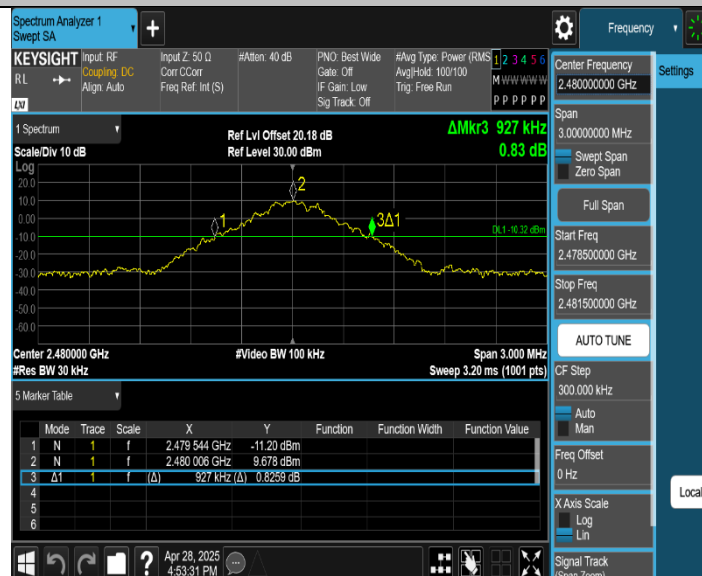 Spectrum Analyzer 1
Swept SA
+
Frequency
KEYSIGHT
RL
LXI
Input: RF
Coupling: DC
Align: Auto
Input Z: 50 Ω
Corr CCorr
Freq Ref: Int (S)
#Atten: 40 dB
PNO: Best Wide
Gate: Off
IF Gain: Low
Sig Track: Off
#Avg Type: Power (RMS
Avg|Hold: 100/100
Trig: Free Run
1 2 3 4 5 6
M W W W W W
P P P P P P
Center Frequency
2.480000000 GHz
Settings
Span
3.00000000 MHz
Swept Span
Zero Span
Full Span
Start Freq
2.478500000 GHz
Stop Freq
2.481500000 GHz
AUTO TUNE
CF Step
300.000 kHz
Auto
Man
Freq Offset
0 Hz
X Axis Scale
Log
Lin
Signal Track
(Span Zoom)
Local
1 Spectrum
Scale/Div 10 dB
Ref Lvl Offset 20.18 dB
Ref Level 30.00 dBm
ΔMkr3 927 kHz
0.83 dB
Log
20.0
10.0
0.00
-10.0
-20.0
-30.0
-40.0
-50.0
-60.0
1
2
3Δ1
DL1 -10.32 dBm
Center 2.480000 GHz
#Video BW 100 kHz
Span 3.000 MHz
#Res BW 30 kHz
Sweep 3.20 ms (1001 pts)
5 Marker Table
Mode Trace Scale X Y Function Function Width Function Value
1 N 1 f 2.479 544 GHz -11.20 dBm
2 N 1 f 2.480 006 GHz 9.678 dBm
3 Δ1 1 f (Δ) 927 kHz (Δ) 0.8259 dB
4
5
6
?
Apr 28, 2025
4:53:31 PM